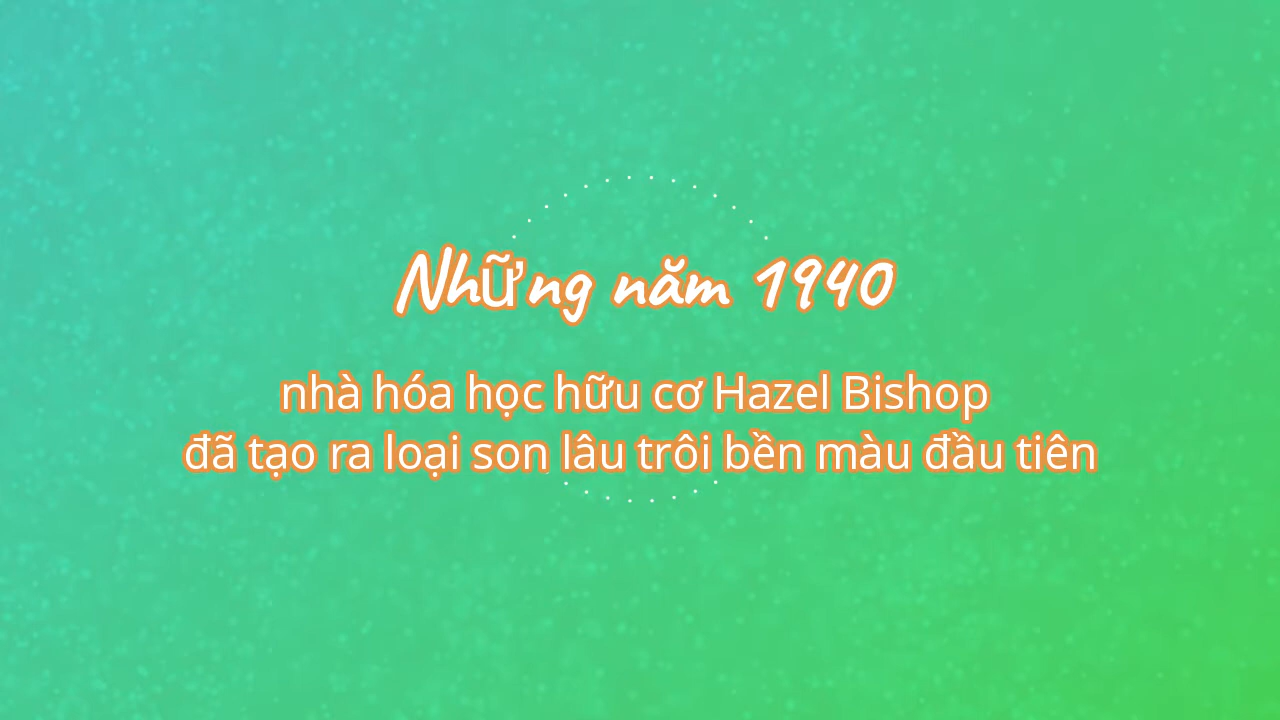 Những năm 1940
nhà hóa học hữu cơ Hazel Bishop
đã tạo ra loại son lâu trôi bền màu đầu tiên